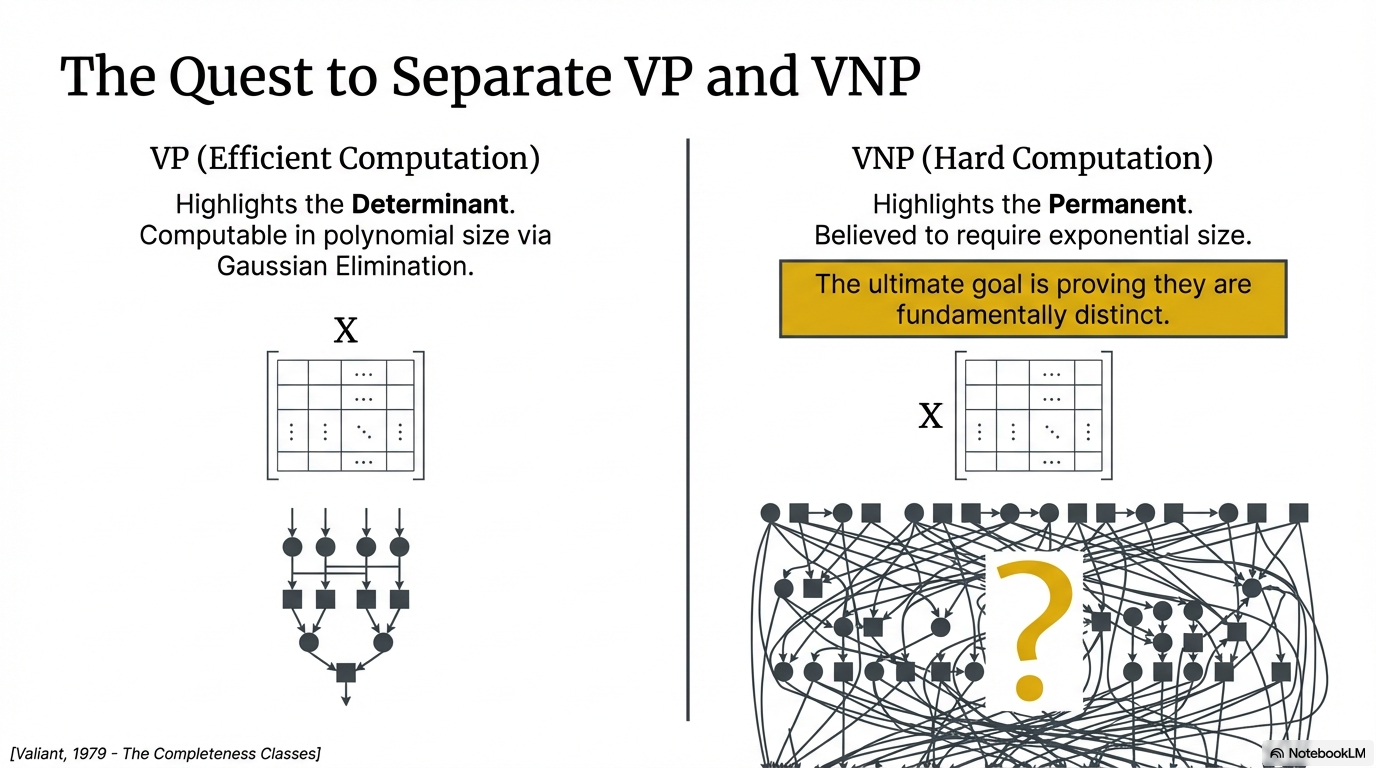 The Quest to Separate VP and VNP
VP (Efficient Computation)
Highlights the Determinant.
Computable in polynomial size via
Gaussian Elimination.
X
...
...
...
VNP (Hard Computation)
Highlights the Permanent.
Believed to require exponential size.
The ultimate goal is proving they are
fundamentally distinct.
X
...
...
...
?
[Valiant, 1979 - The Completeness Classes]
NotebookLM